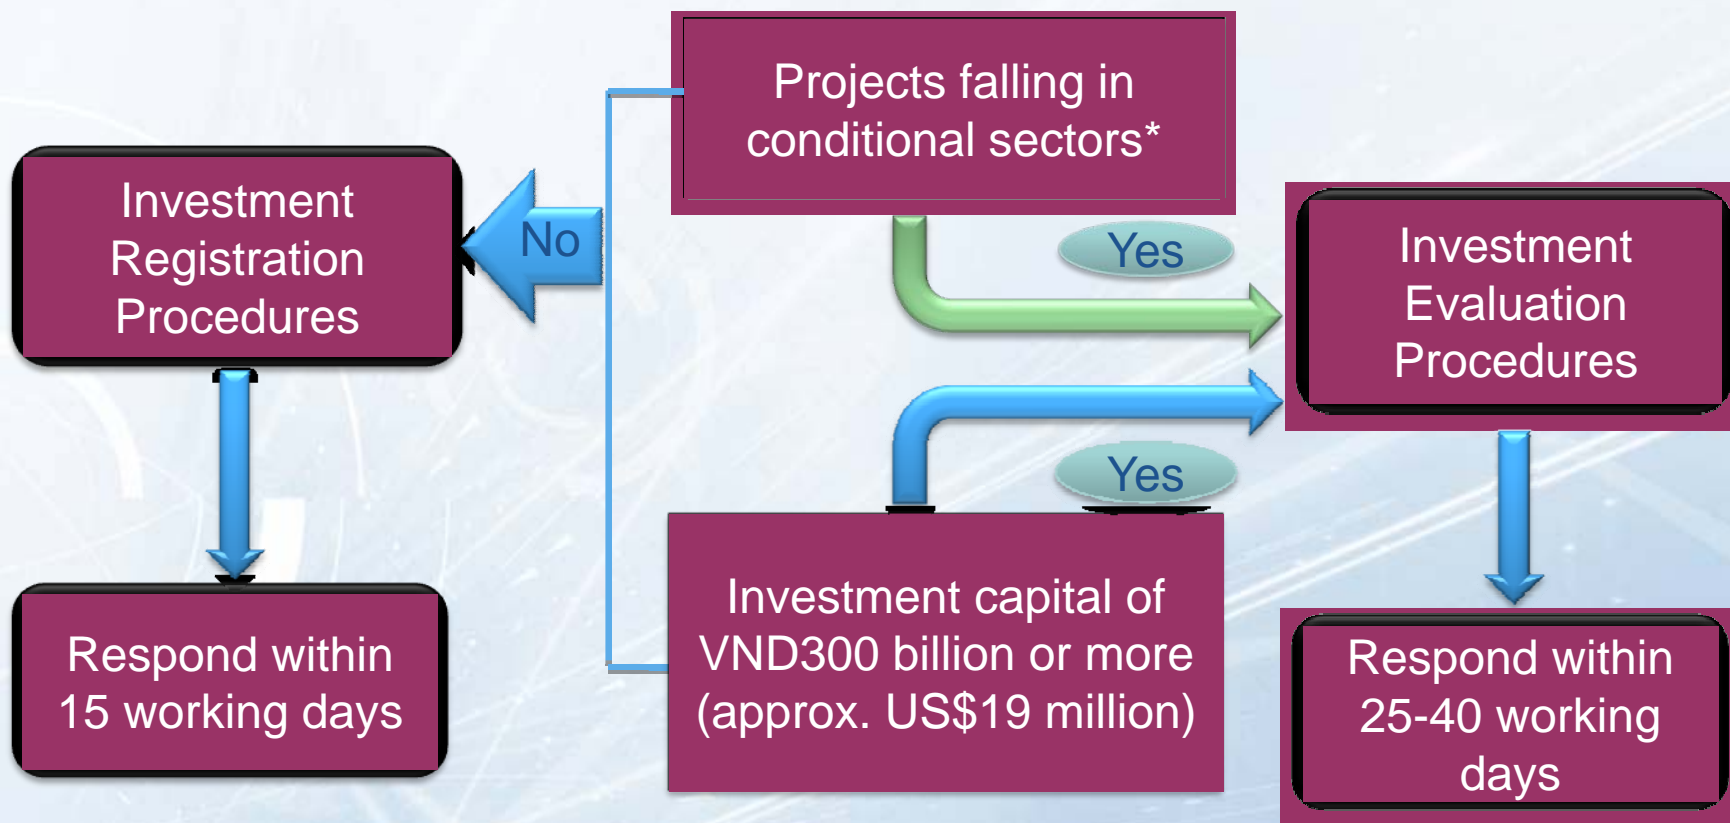 Projects falling in
conditional sectors*
Investment
Registration
Procedures
No
Yes
Investment
Evaluation
Procedures
Yes
Respond within
15 working days
Investment capital of
VND300 billion or more
(approx. US$19 million)
Respond within
25-40 working
days